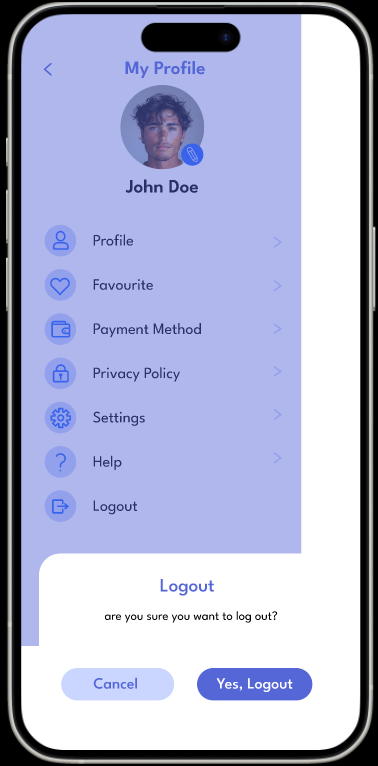 My Profile
John Doe
Profile
Favourite
Payment Method
Privacy Policy
Settings
Help
Logout
Logout
are you sure you want to log out?
Cancel
Yes, Logout